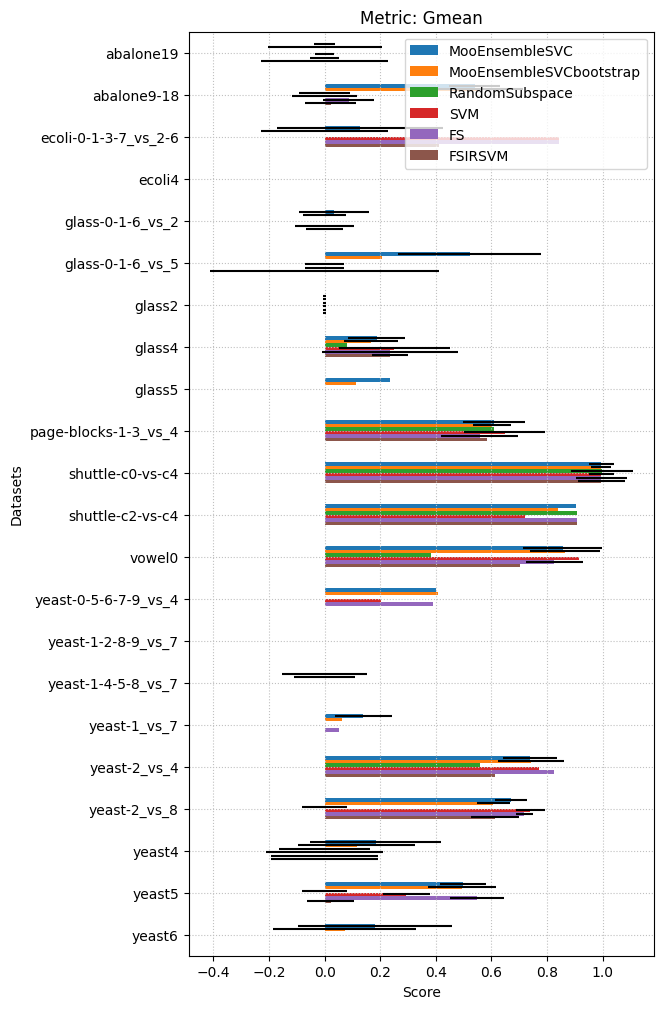 Metric: Gmean
MooEnsembleSVC
MooEnsembleSVCbootstrap
RandomSubspace
SVM
FS
FSIRSVM
Datasets
abalone19
abalone9-18
ecoli-0-1-3-7_vs_2-6
ecoli4
glass-0-1-6_vs_2
glass-0-1-6_vs_5
glass2
glass4
glass5
page-blocks-1-3_vs_4
shuttle-c0-vs-c4
shuttle-c2-vs-c4
vowel0
yeast-0-5-6-7-9_vs_4
yeast-1-2-8-9_vs_7
yeast-1-4-5-8_vs_7
yeast-1_vs_7
yeast-2_vs_4
yeast-2_vs_8
yeast4
yeast5
yeast6
−0.4 −0.2 0.0 0.2 0.4 0.6 0.8 1.0
Score